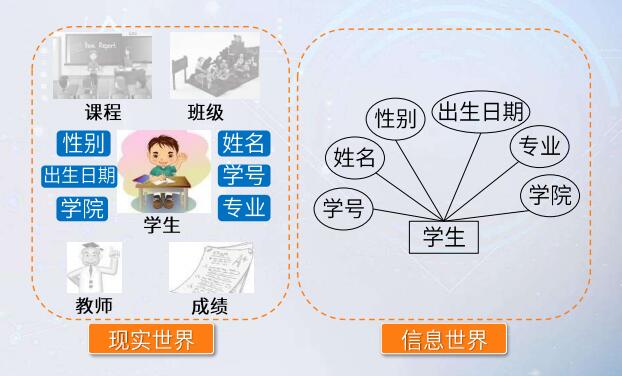 课程
班级
性别
姓名
出生日期
学号
学院
专业
学生
教师
成绩
现实世界
性别
出生日期
姓名
专业
学号
学院
学生
信息世界